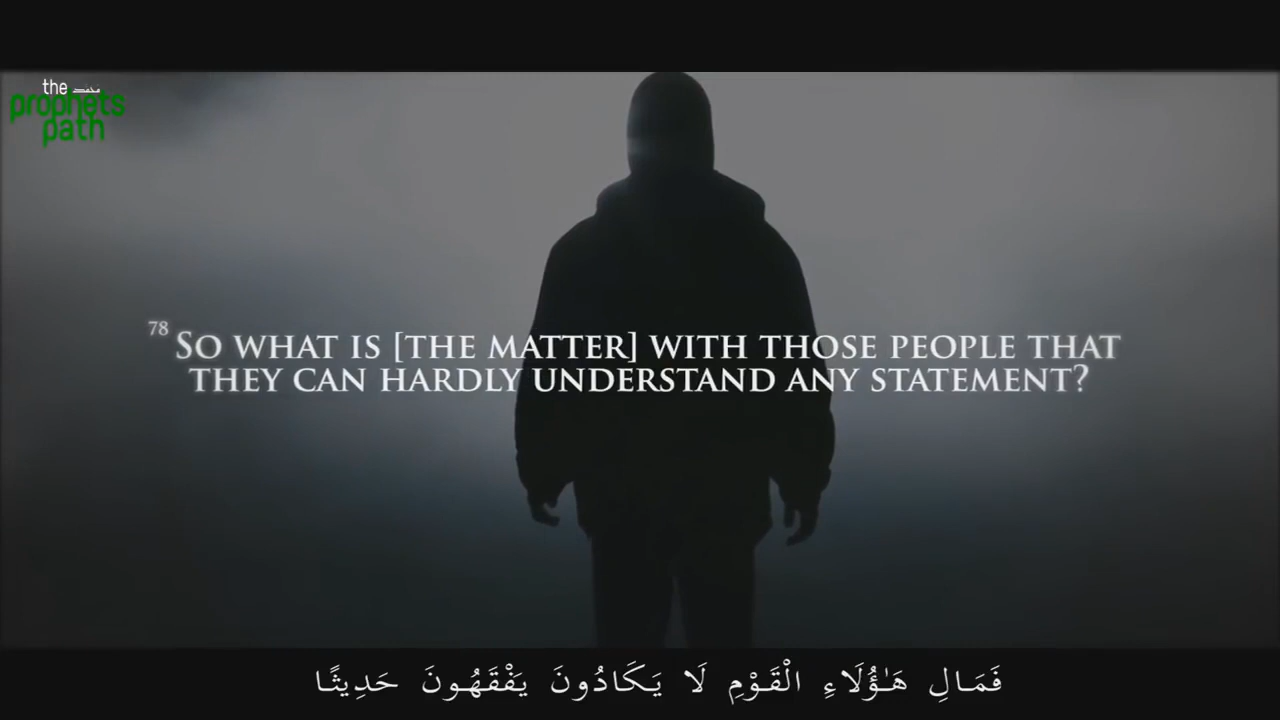 the محمد
prophets
path
78 SO WHAT IS [THE MATTER] WITH THOSE PEOPLE THAT
THEY CAN HARDLY UNDERSTAND ANY STATEMENT?
فَمَالِ هَـٰؤُلَاءِ الْقَوْمِ لَا يَكَادُونَ يَفْقَهُونَ حَدِيثًا